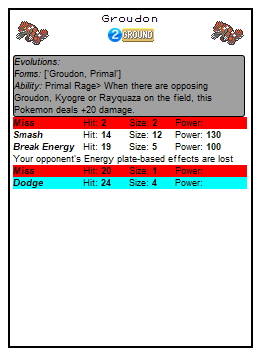 Groudon
2 GROUND
Evolutions:
Forms: ['Groudon, Primal']
Ability: Primal Rage> When there are opposing
Groudon, Kyogre or Rayquaza on the field, this
Pokemon deals +20 damage.
Miss Hit: 2 Size: 2 Power:
Smash Hit: 14 Size: 12 Power: 130
Break Energy Hit: 19 Size: 5 Power: 100
Your opponent's Energy plate-based effects are lost
Miss Hit: 20 Size: 1 Power:
Dodge Hit: 24 Size: 4 Power: